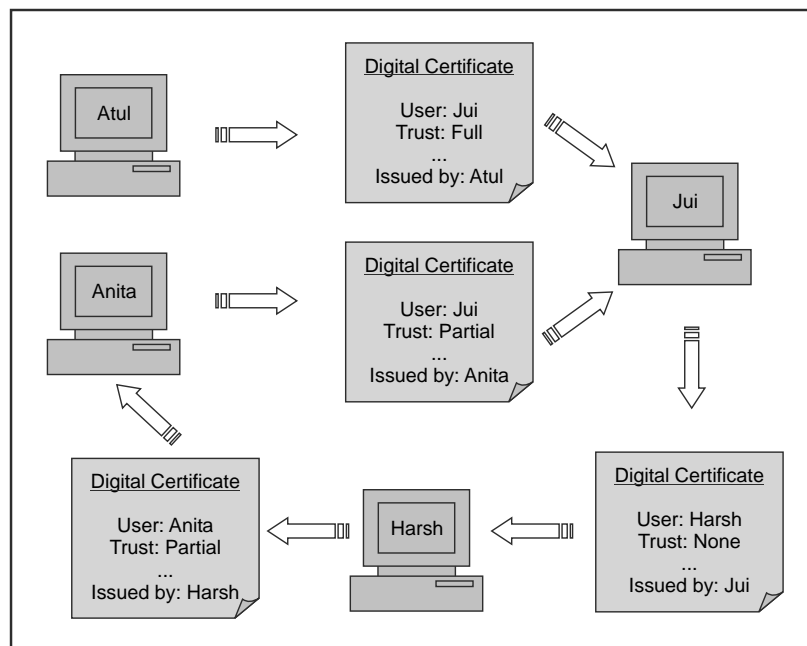 Atul
Digital Certificate
User: Jui
Trust: Full
...
Issued by: Atul
Jui
Anita
Digital Certificate
User: Jui
Trust: Partial
...
Issued by: Anita
Digital Certificate
User: Anita
Trust: Partial
...
Issued by: Harsh
Harsh
Digital Certificate
User: Harsh
Trust: None
...
Issued by: Jui